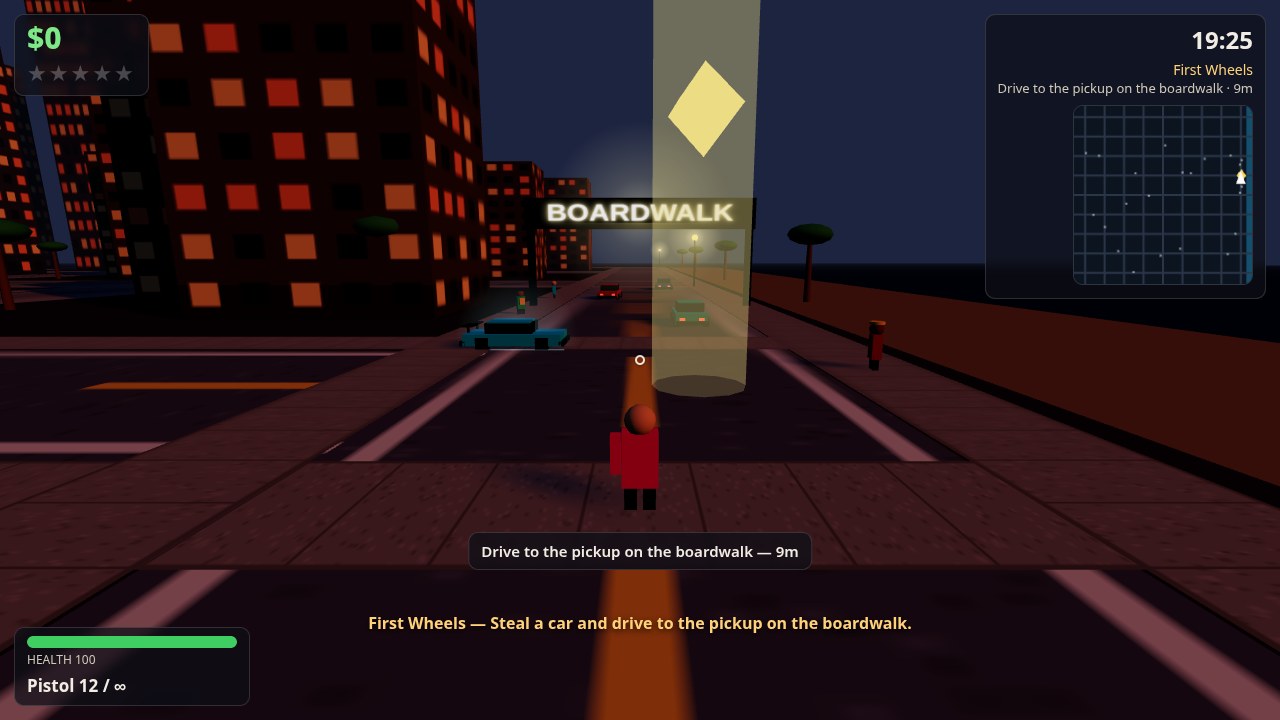 $0
★★★★★
19:25
First Wheels
Drive to the pickup on the boardwalk · 9m
BOARDWALK
Drive to the pickup on the boardwalk — 9m
First Wheels — Steal a car and drive to the pickup on the boardwalk.
HEALTH 100
Pistol 12 / ∞